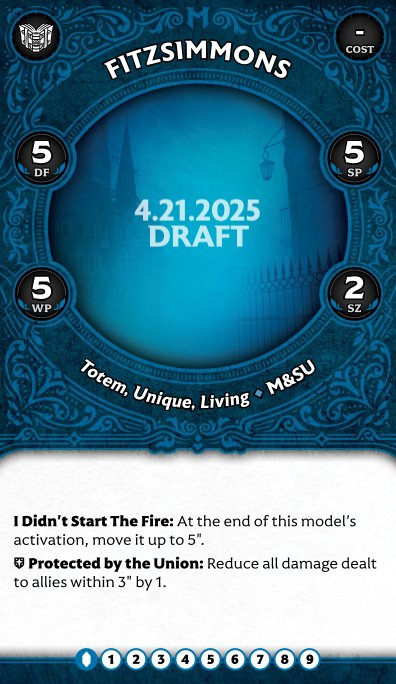 -
COST
FITZSIMMONS
5
DF
5
SP
4.21.2025
DRAFT
5
WP
2
SZ
Totem, Unique, Living ◆ M&SU
I Didn't Start The Fire: At the end of this model's
activation, move it up to 5".
Protected by the Union: Reduce all damage dealt
to allies within 3" by 1.
1 2 3 4 5 6 7 8 9